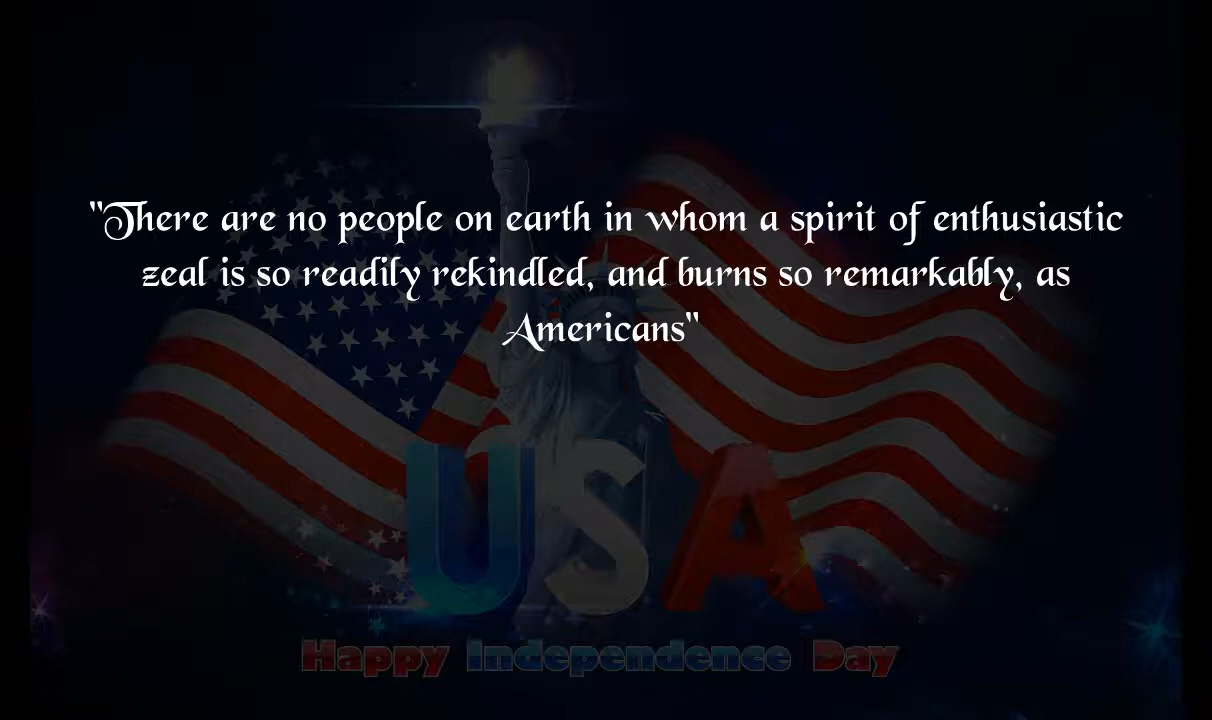 "There are no people on earth in whom a spirit of enthusiastic
zeal is so readily rekindled, and burns so remarkably, as
Americans"
USA
Happy Independence Day